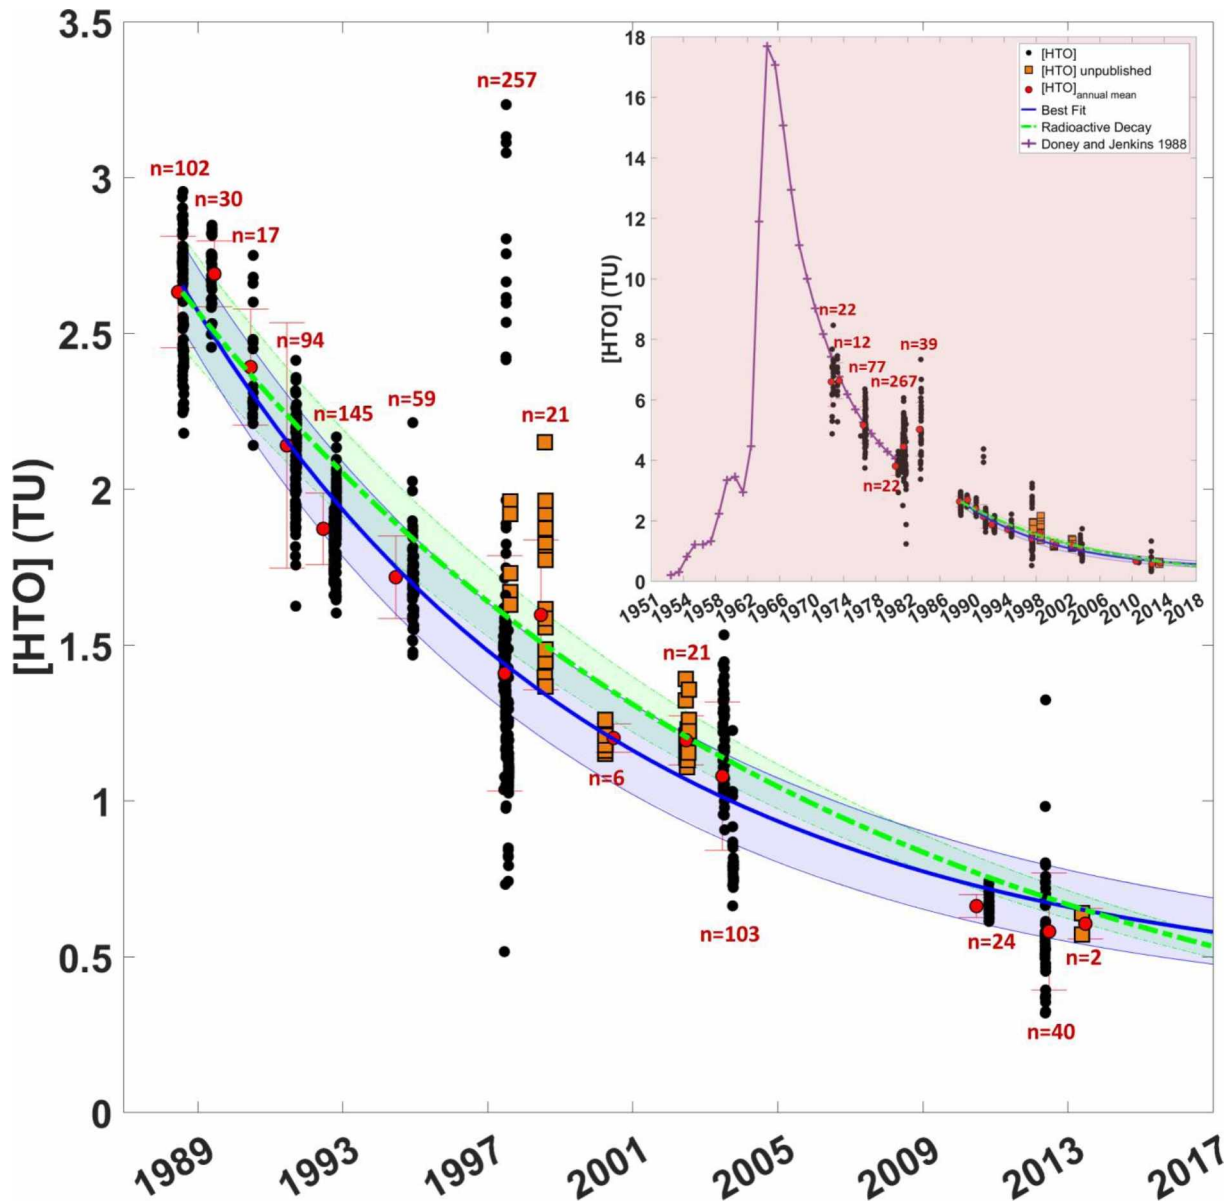 3.5
3
2.5
2
1.5
1
0.5
0
[HTO] (TU)
1989
1993
1997
2001
2005
2009
2013
2017
n=102
n=30
n=17
n=94
n=145
n=59
n=257
n=21
n=6
n=21
n=103
n=24
n=40
n=2
18
16
14
12
10
8
6
4
2
0
[HTO] (TU)
1951
1954
1958
1962
1966
1970
1974
1978
1982
1986
1990
1994
1998
2002
2006
2010
2014
2018
n=22
n=12
n=77
n=267
n=39
n=22
[HTO]
[HTO] unpublished
[HTO]annual mean
Best Fit
Radioactive Decay
Doney and Jenkins 1988